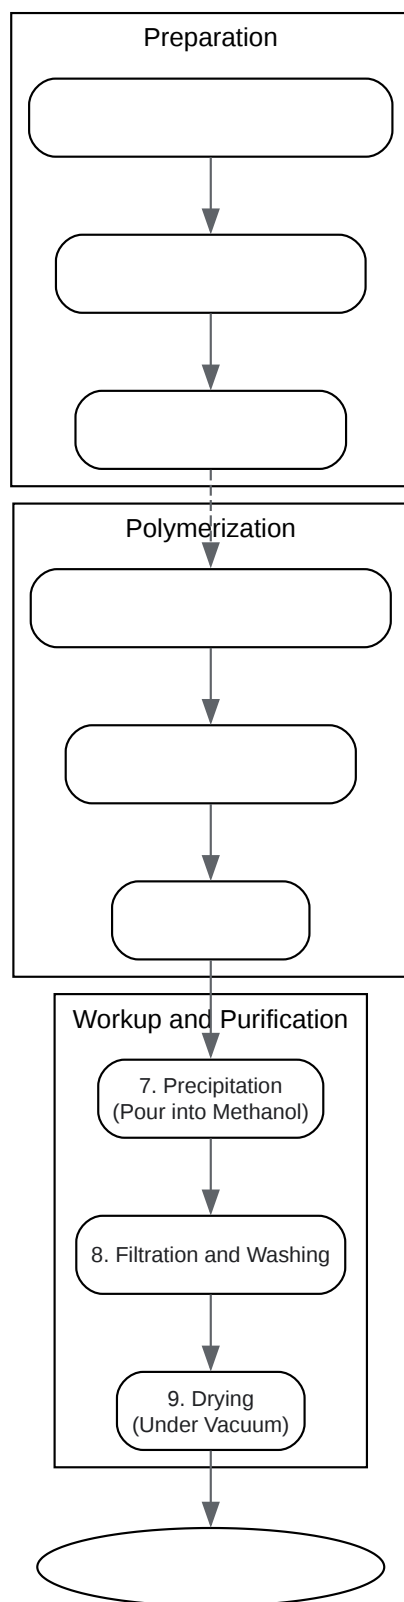 Preparation
Polymerization
Workup and Purification
7. Precipitation
(Pour into Methanol)
8. Filtration and Washing
9. Drying
(Under Vacuum)